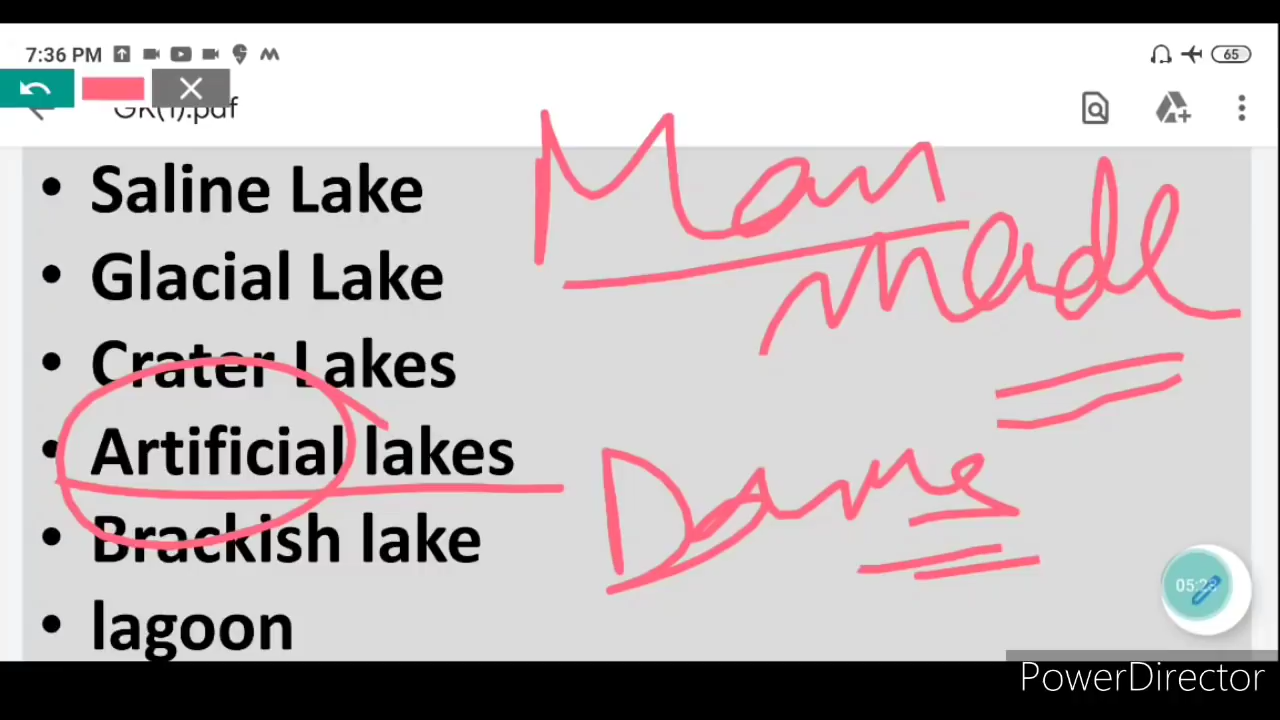 7:36 PM
65
GK(1).pdf
• Saline Lake
• Glacial Lake
• Crater Lakes
• Artificial lakes
• Brackish lake
• lagoon
Man
made
Dams
PowerDirector